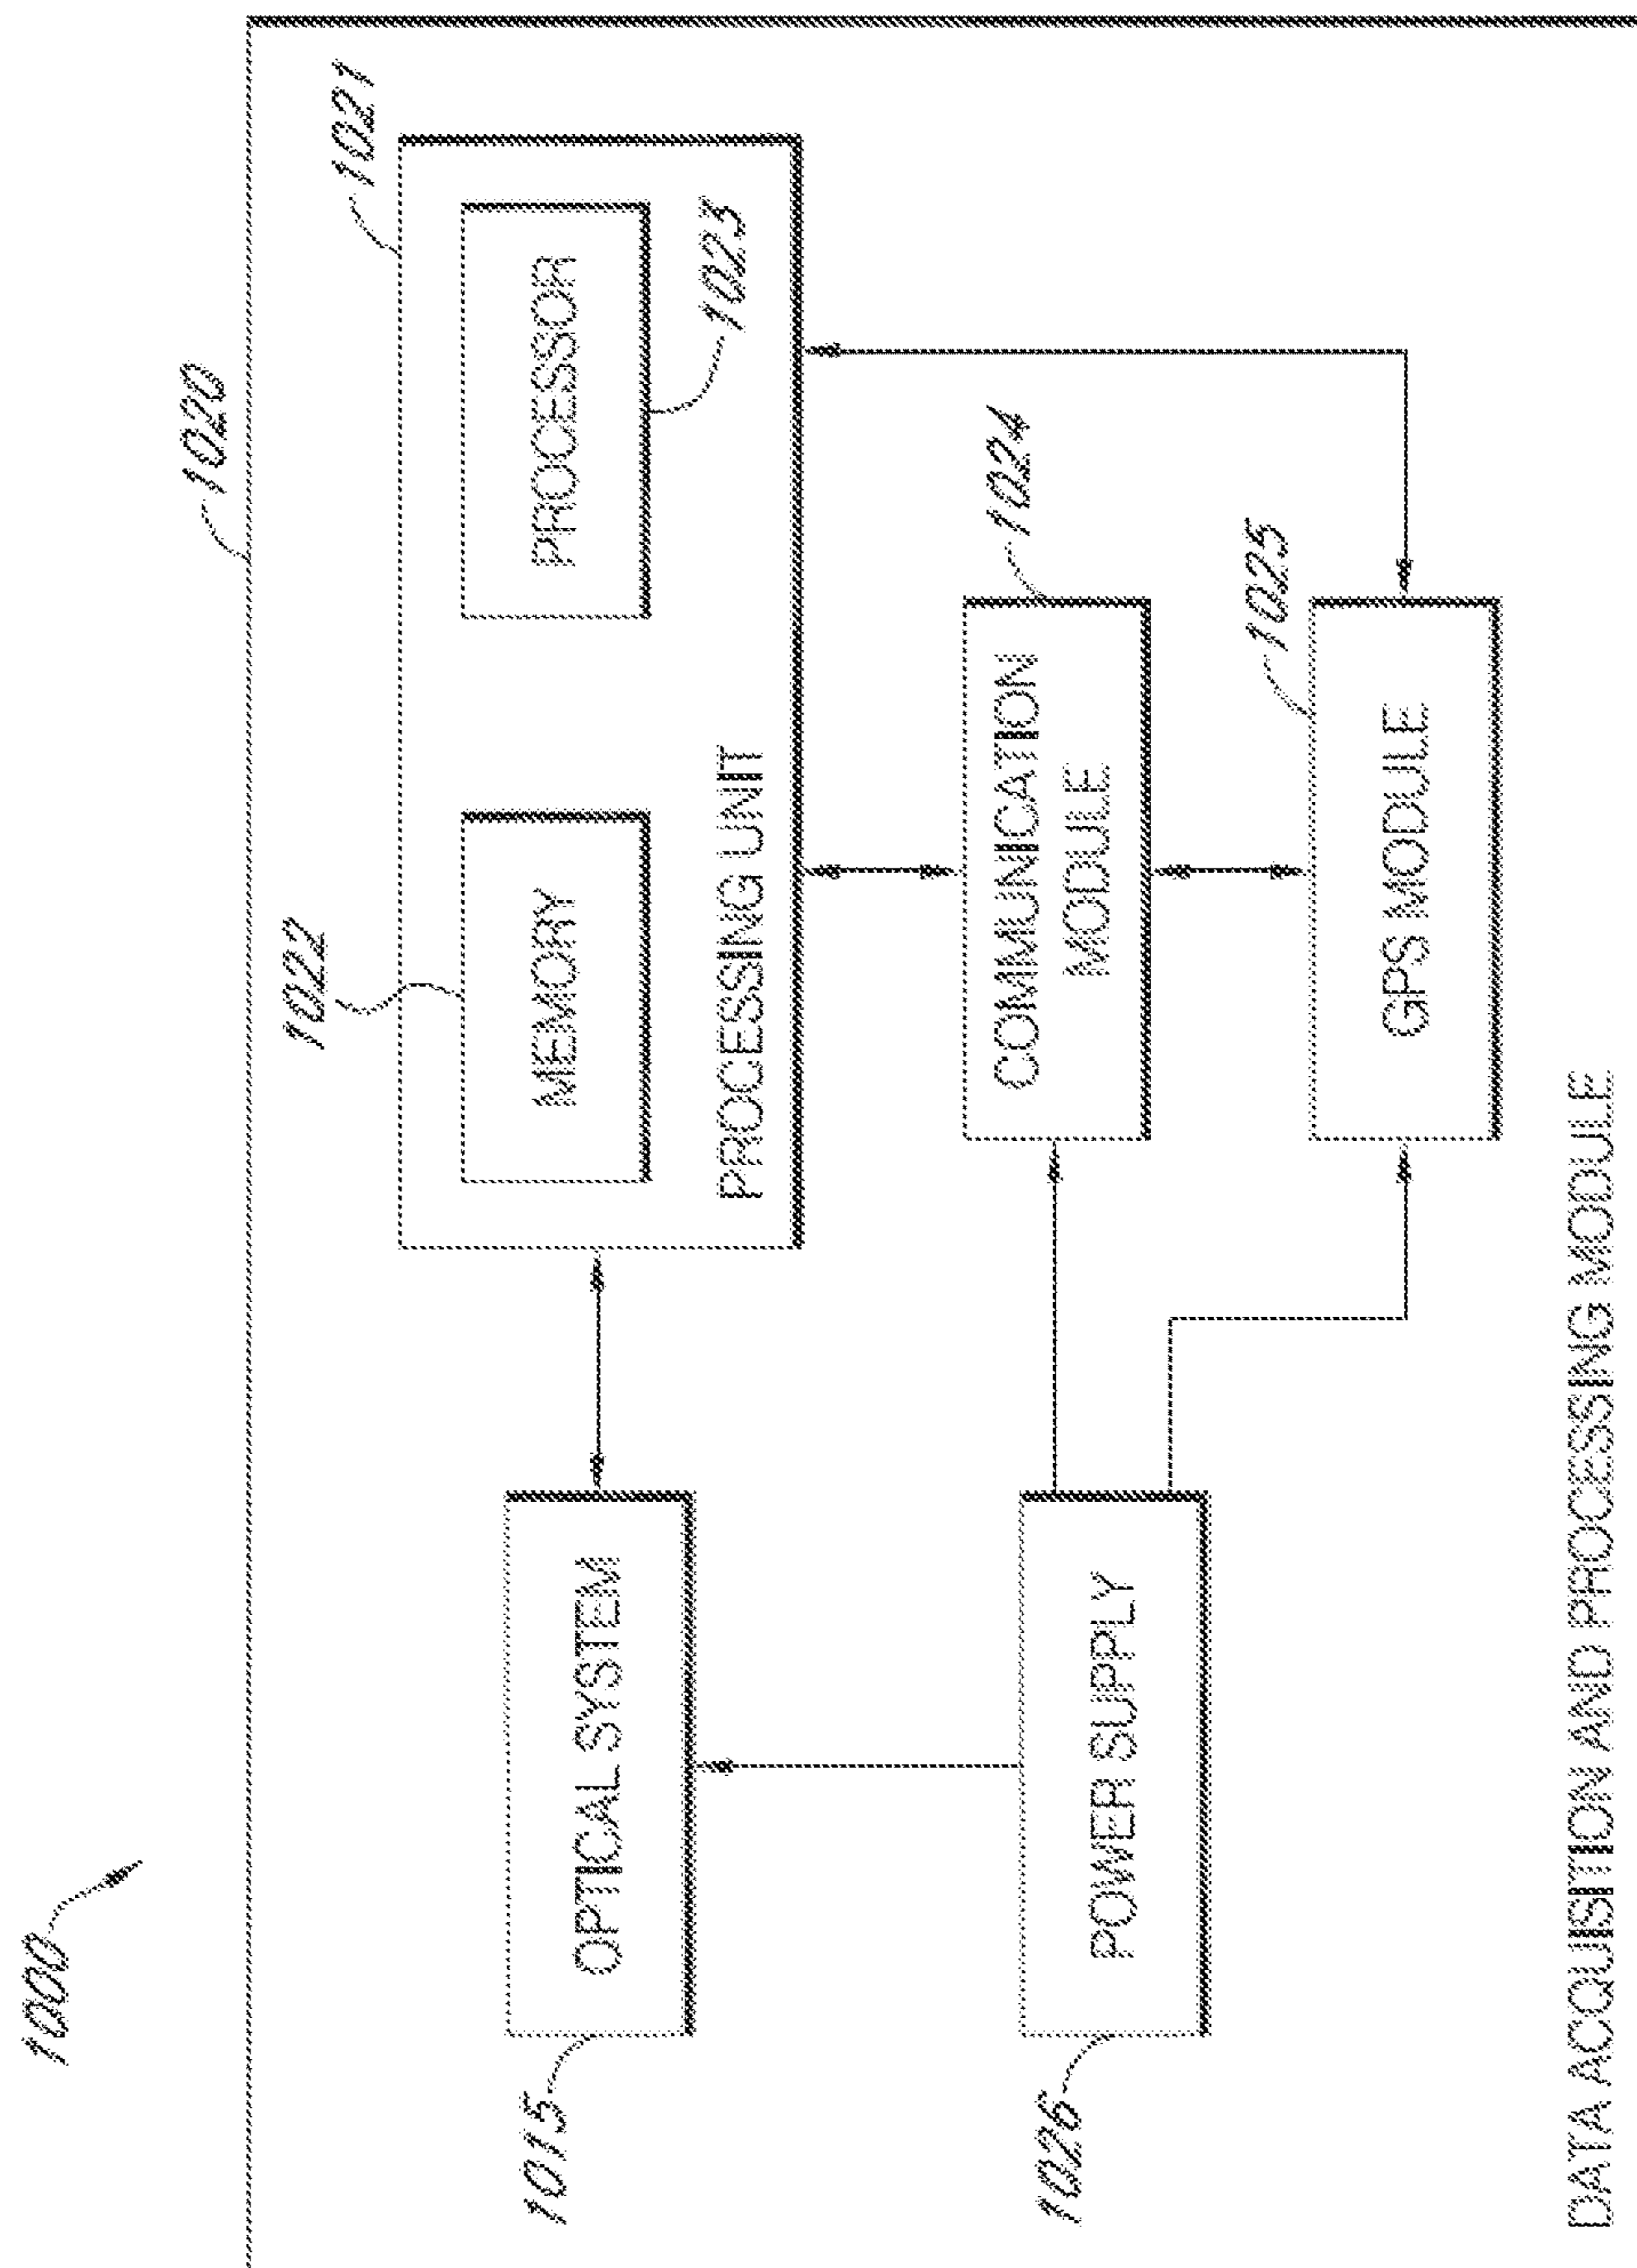 1000
1020
1021
1022
MEMORY
PROCESSOR
1023
PROCESSING UNIT
1015
OPTICAL SYSTEM
COMMUNICATION
MODULE
1024
1026
POWER SUPPLY
1025
GPS MODULE
DATA ACQUISITION AND PROCESSING MODULE